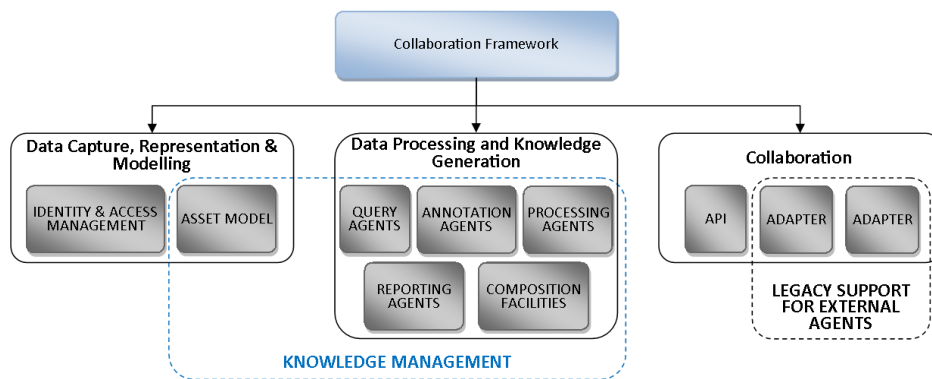 Collaboration Framework
Data Capture, Representation &
Modelling
IDENTITY & ACCESS
MANAGEMENT
ASSET MODEL
Data Processing and Knowledge
Generation
QUERY
AGENTS
ANNOTATION
AGENTS
PROCESSING
AGENTS
REPORTING
AGENTS
COMPOSITION
FACILITIES
Collaboration
API
ADAPTER
ADAPTER
LEGACY SUPPORT
FOR EXTERNAL
AGENTS
KNOWLEDGE MANAGEMENT